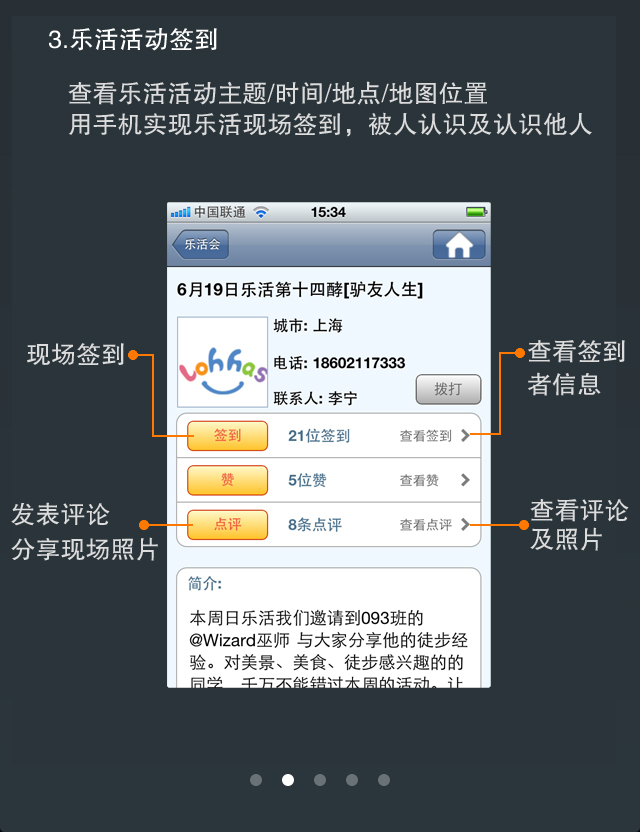 3.乐活活动签到
查看乐活活动主题/时间/地点/地图位置
用手机实现乐活现场签到，被人认识及认识他人
中国联通
15:34
乐活会
6月19日乐活第十四酵[驴友人生]
lohhas
城市: 上海
电话: 18602117333
联系人: 李宁
拨打
现场签到
查看签到
者信息
签到
21位签到
查看签到
赞
5位赞
查看赞
点评
8条点评
查看点评
发表评论
分享现场照片
查看评论
及照片
简介:
本周日乐活我们邀请到093班的
@Wizard巫师 与大家分享他的徒步经
验。对美景、美食、徒步感兴趣的的
同学，千万不能错过本周的活动。让